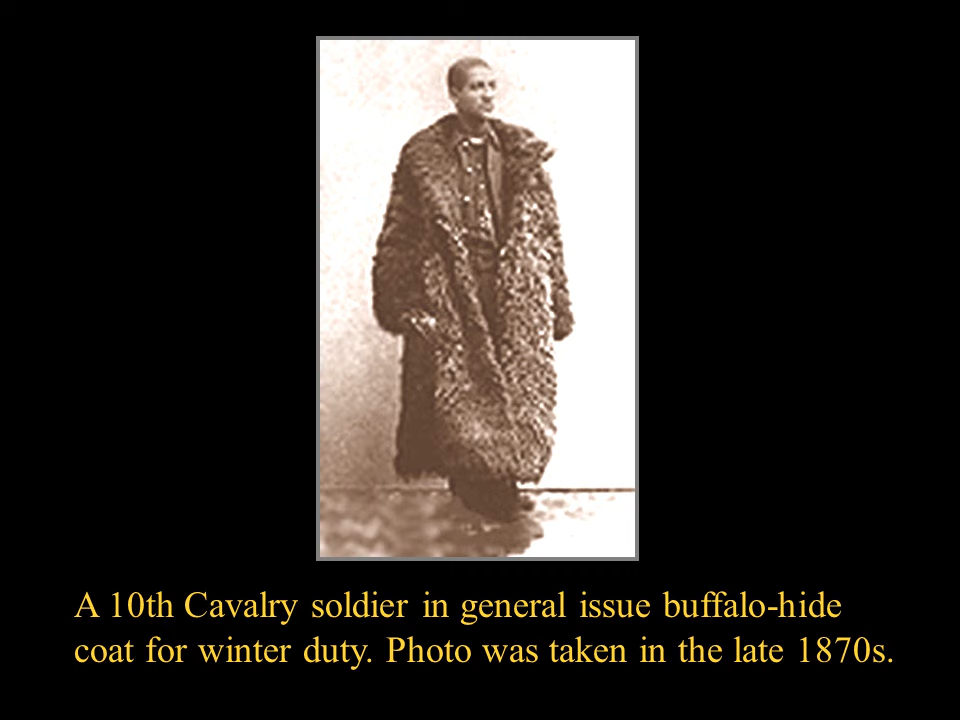 A 10th Cavalry soldier in general issue buffalo-hide
coat for winter duty. Photo was taken in the late 1870s.